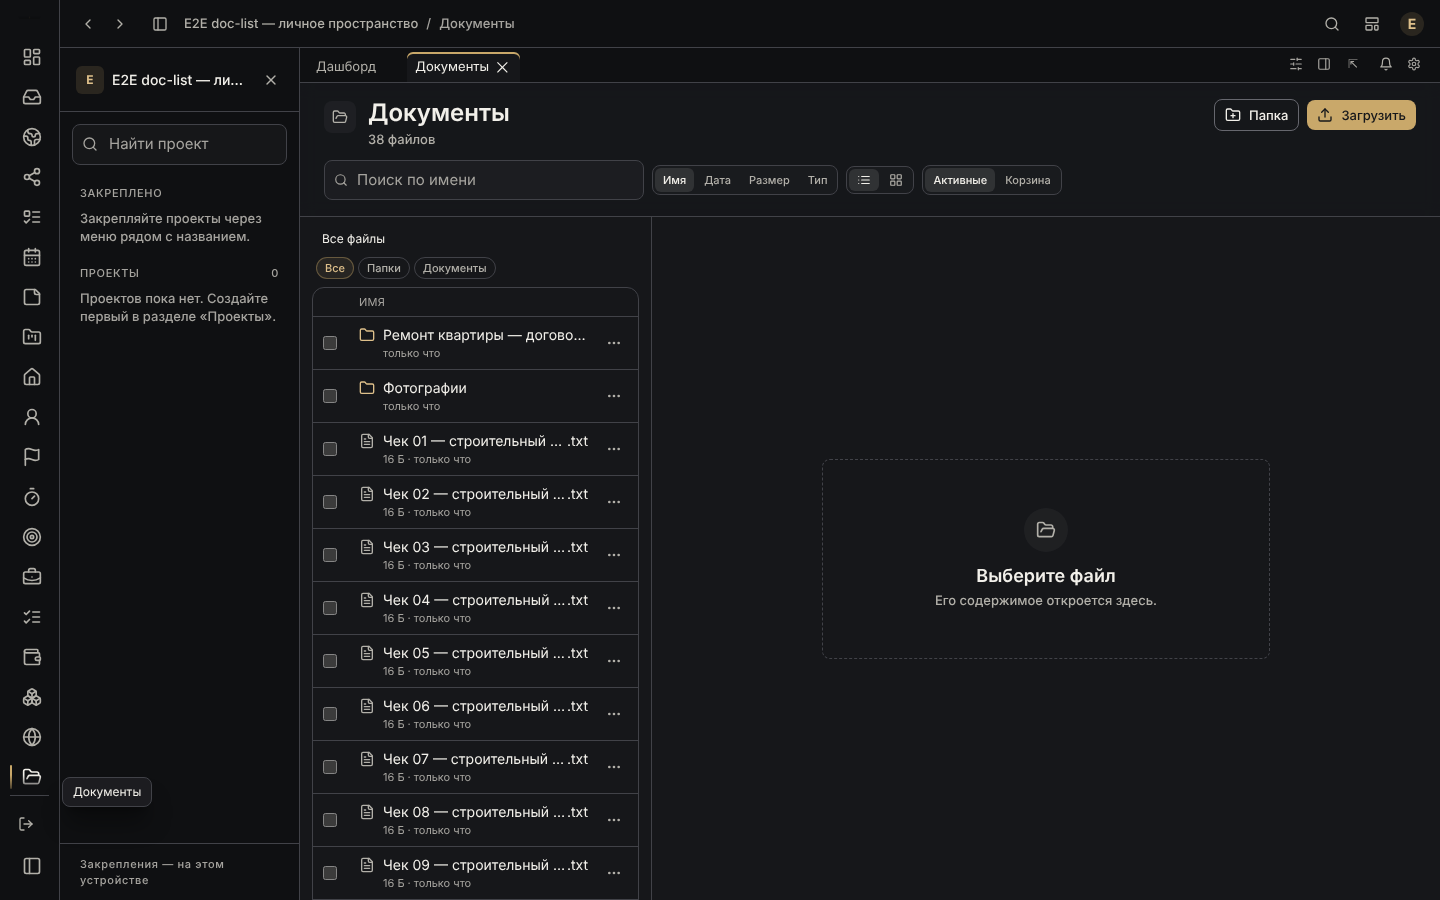 E2E doc-list — личное пространство / Документы
E
E
E2E doc-list — ли...
Найти проект
ЗАКРЕПЛЕНО
Закрепляйте проекты через
меню рядом с названием.
ПРОЕКТЫ 0
Проектов пока нет. Создайте
первый в разделе «Проекты».
Документы
Закрепления — на этом
устройстве
Дашборд
Документы
Документы
38 файлов
Папка
Загрузить
Поиск по имени
Имя Дата Размер Тип
Активные Корзина
Все файлы
Все Папки Документы
ИМЯ
Ремонт квартиры — догово...
только что
Фотографии
только что
Чек 01 — строительный ... .txt
16 Б · только что
Чек 02 — строительный ... .txt
16 Б · только что
Чек 03 — строительный ... .txt
16 Б · только что
Чек 04 — строительный ... .txt
16 Б · только что
Чек 05 — строительный ... .txt
16 Б · только что
Чек 06 — строительный ... .txt
16 Б · только что
Чек 07 — строительный ... .txt
16 Б · только что
Чек 08 — строительный ... .txt
16 Б · только что
Чек 09 — строительный ... .txt
16 Б · только что
Выберите файл
Его содержимое откроется здесь.